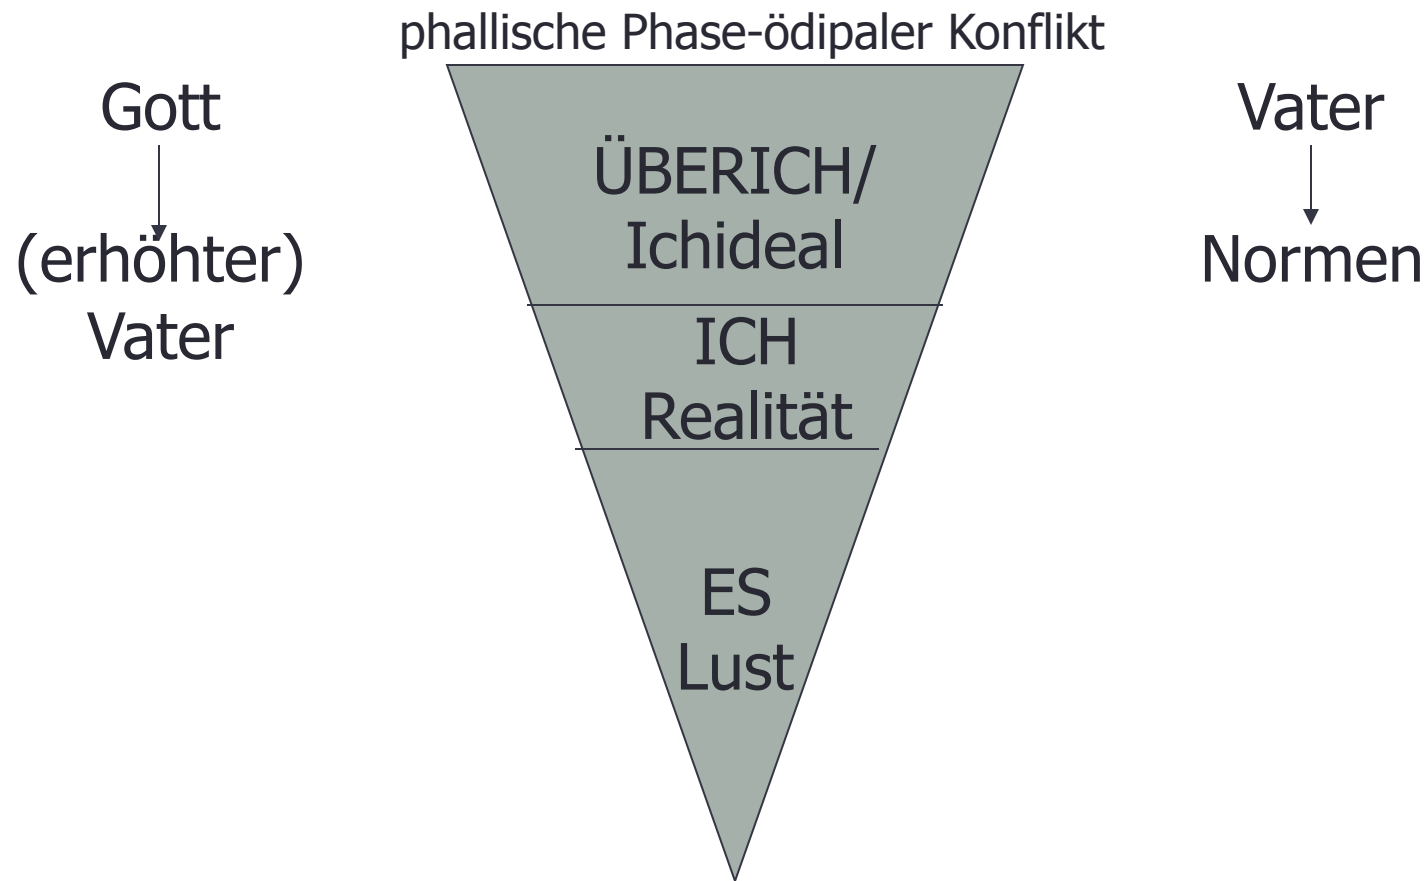 phallische Phase-ödipaler Konflikt
Gott
(erhöhter)
Vater
ÜBERICH/
Ichideal
ICH
Realität
ES
Lust
Vater
Normen